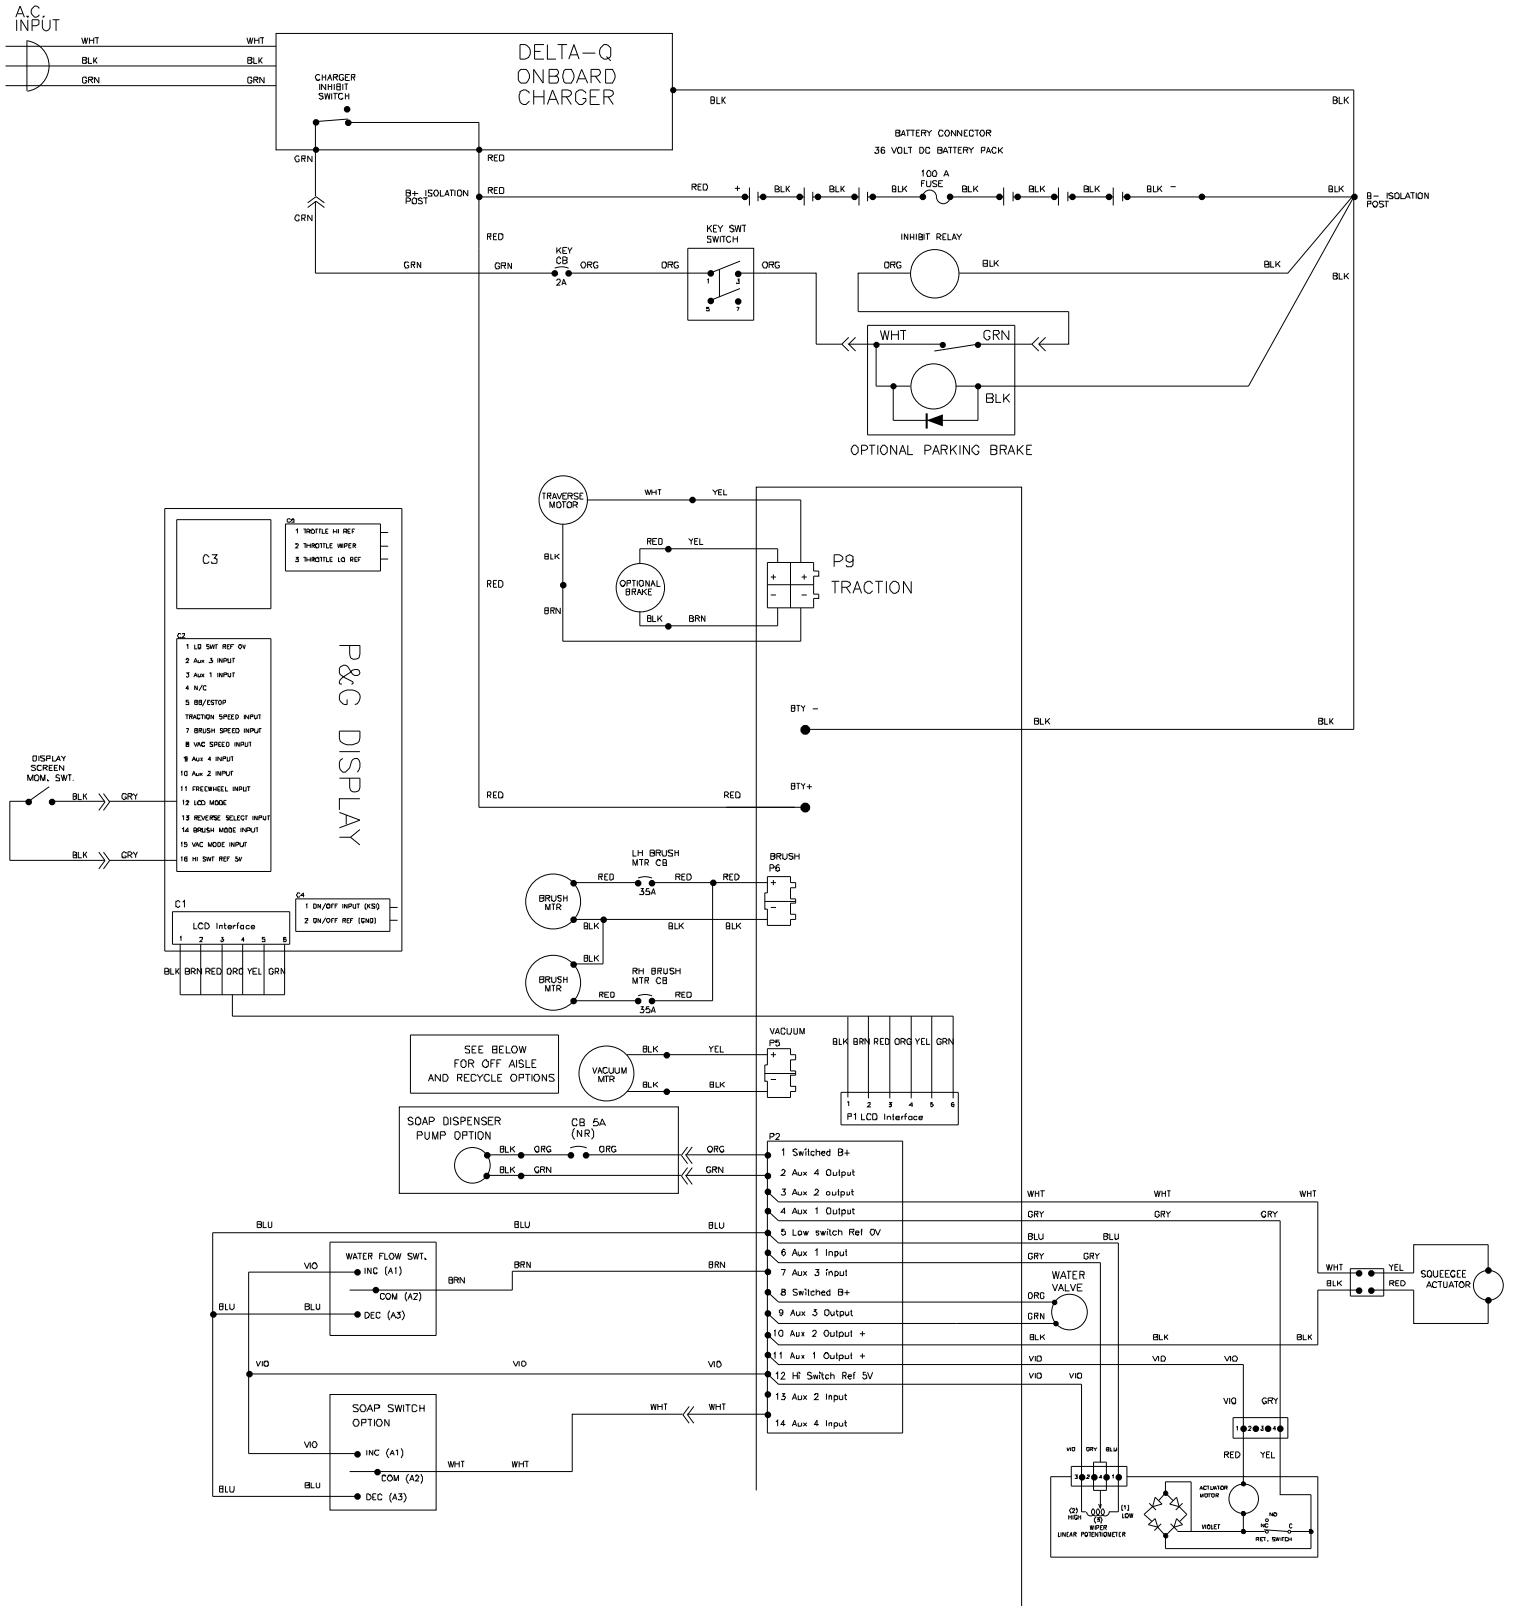 A.C.
INPUT
WHT WHT
BLK BLK
GRN GRN
CHARGER
INHIBIT
SWITCH
DELTA-Q
ONBOARD
CHARGER
BLK BLK
BATTERY CONNECTOR
36 VOLT DC BATTERY PACK
GRN RED
100 A
FUSE
B+ ISOLATION
POST
RED RED + BLK BLK BLK BLK BLK BLK BLK - BLK
B- ISOLATION
POST
GRN
RED
KEY SWT
SWITCH
INHIBIT RELAY
KEY
CB
2A
GRN GRN ORG ORG ORG ORG BLK BLK
BLK
1 3
5 7
WHT GRN
BLK
OPTIONAL PARKING BRAKE
TRAVERSE
MOTOR
WHT YEL
RED YEL
BLK
OPTIONAL
BRAKE
RED
BRN
BLK BRN
+ +
- -
P9
TRACTION
C3
1 TROTTLE HI REF
2 THROTTLE WIPER
3 THROTTLE LO REF
C2
1 LO SWT REF 0V
2 Aux 3 INPUT
3 Aux 1 INPUT
4 N/C
5 BB/ESTOP
TRACTION SPEED INPUT
7 BRUSH SPEED INPUT
8 VAC SPEED INPUT
9 Aux 4 INPUT
10 Aux 2 INPUT
11 FREEWHEEL INPUT
12 LCD MODE
13 REVERSE SELECT INPUT
14 BRUSH MODE INPUT
15 VAC MODE INPUT
16 HI SWT REF 5V
P&G DISPLAY
DISPLAY
SCREEN
MOM. SWT.
BLK GRY
BLK GRY
C4
1 ON/OFF INPUT (KSI)
2 ON/OFF REF (GND)
C1
LCD Interface
1 2 3 4 5 6
BLK BRN RED ORG YEL GRN
BTY -
BLK BLK
RED RED BTY+
LH BRUSH
MTR CB
BRUSH
P6
RED RED RED +
35A
BRUSH
MTR
BLK BLK BLK -
BLK
BRUSH
MTR
RH BRUSH
MTR CB
RED RED
35A
SEE BELOW
FOR OFF AISLE
AND RECYCLE OPTIONS
VACUUM
P5
BLK YEL +
VACUUM
MTR
BLK BLK -
BLK BRN RED ORG YEL GRN
1 2 3 4 5 6
P1 LCD Interface
SOAP DISPENSER
PUMP OPTION
CB 5A
(NR)
BLK ORG ORG ORG
BLK GRN GRN
P2
1 Switched B+
2 Aux 4 Output
3 Aux 2 output
4 Aux 1 Output
5 Low switch Ref 0V
6 Aux 1 Input
7 Aux 3 input
8 Switched B+
9 Aux 3 Output
10 Aux 2 Output +
11 Aux 1 Output +
12 Hi Switch Ref 5V
13 Aux 2 Input
14 Aux 4 Input
WHT WHT WHT
GRY GRY GRY
BLU BLU
GRY GRY
WATER
VALVE
ORG
GRN
BLK BLK BLK
VIO VIO VIO
VIO VIO
BLU BLU BLU
WATER FLOW SWT.
VIO INC (A1)
BRN BRN
COM (A2)
BLU BLU DEC (A3)
VIO VIO VIO
SOAP SWITCH
OPTION
WHT WHT
VIO INC (A1)
WHT WHT
COM (A2)
BLU BLU DEC (A3)
WHT YEL
BLK RED
SQUEEGEE
ACTUATOR
VIO GRY
1 2 3 4
RED YEL
VIO GRY BLU
3 2 4 1
(2)
HIGH
[1]
LOW
(3)
WIPER
LINEAR POTENTIOMETER
ACTUATOR
MOTOR
VIOLET
NO
NC C
RET. SWITCH